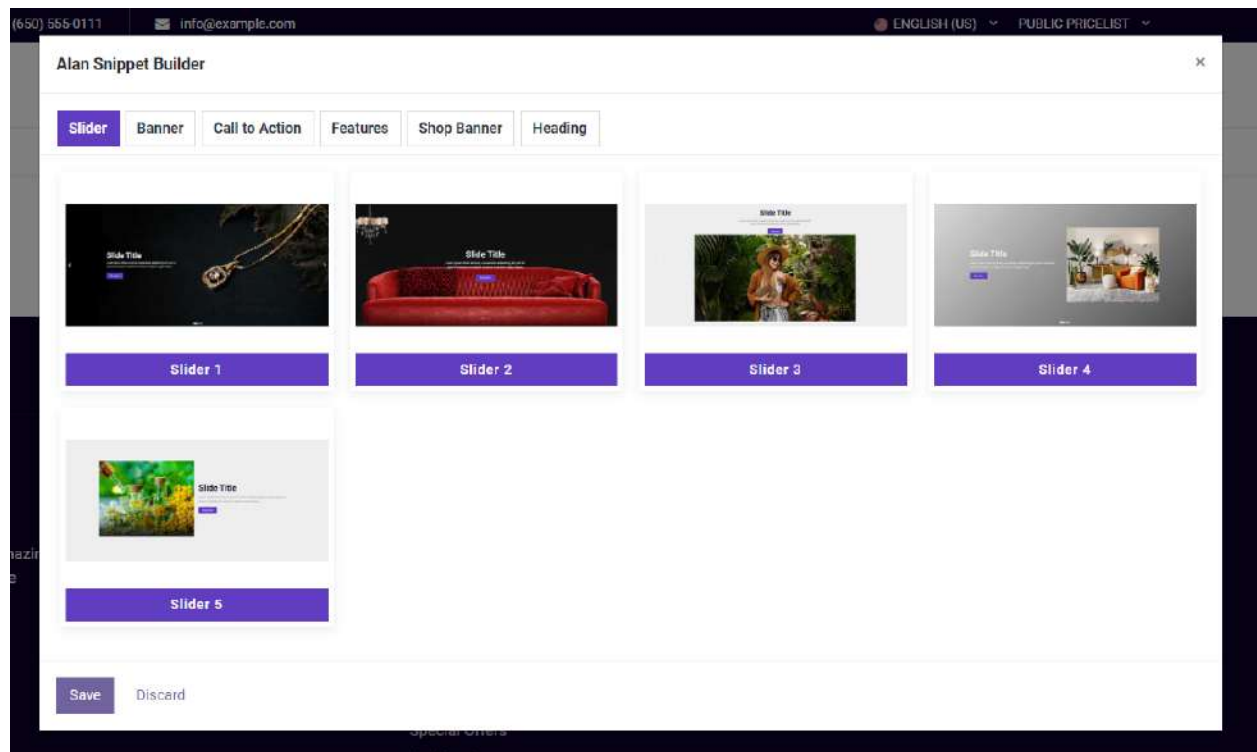 (650) 555-0111 info@example.com ENGLISH (US) PUBLIC PRICELIST
Alan Snippet Builder ×
Slider Banner Call to Action Features Shop Banner Heading
Slide Title
Slide Title
Slide Title
Slide Title
Slider 1 Slider 2 Slider 3 Slider 4
Slide Title
Slider 5
Save Discard
Special Offers